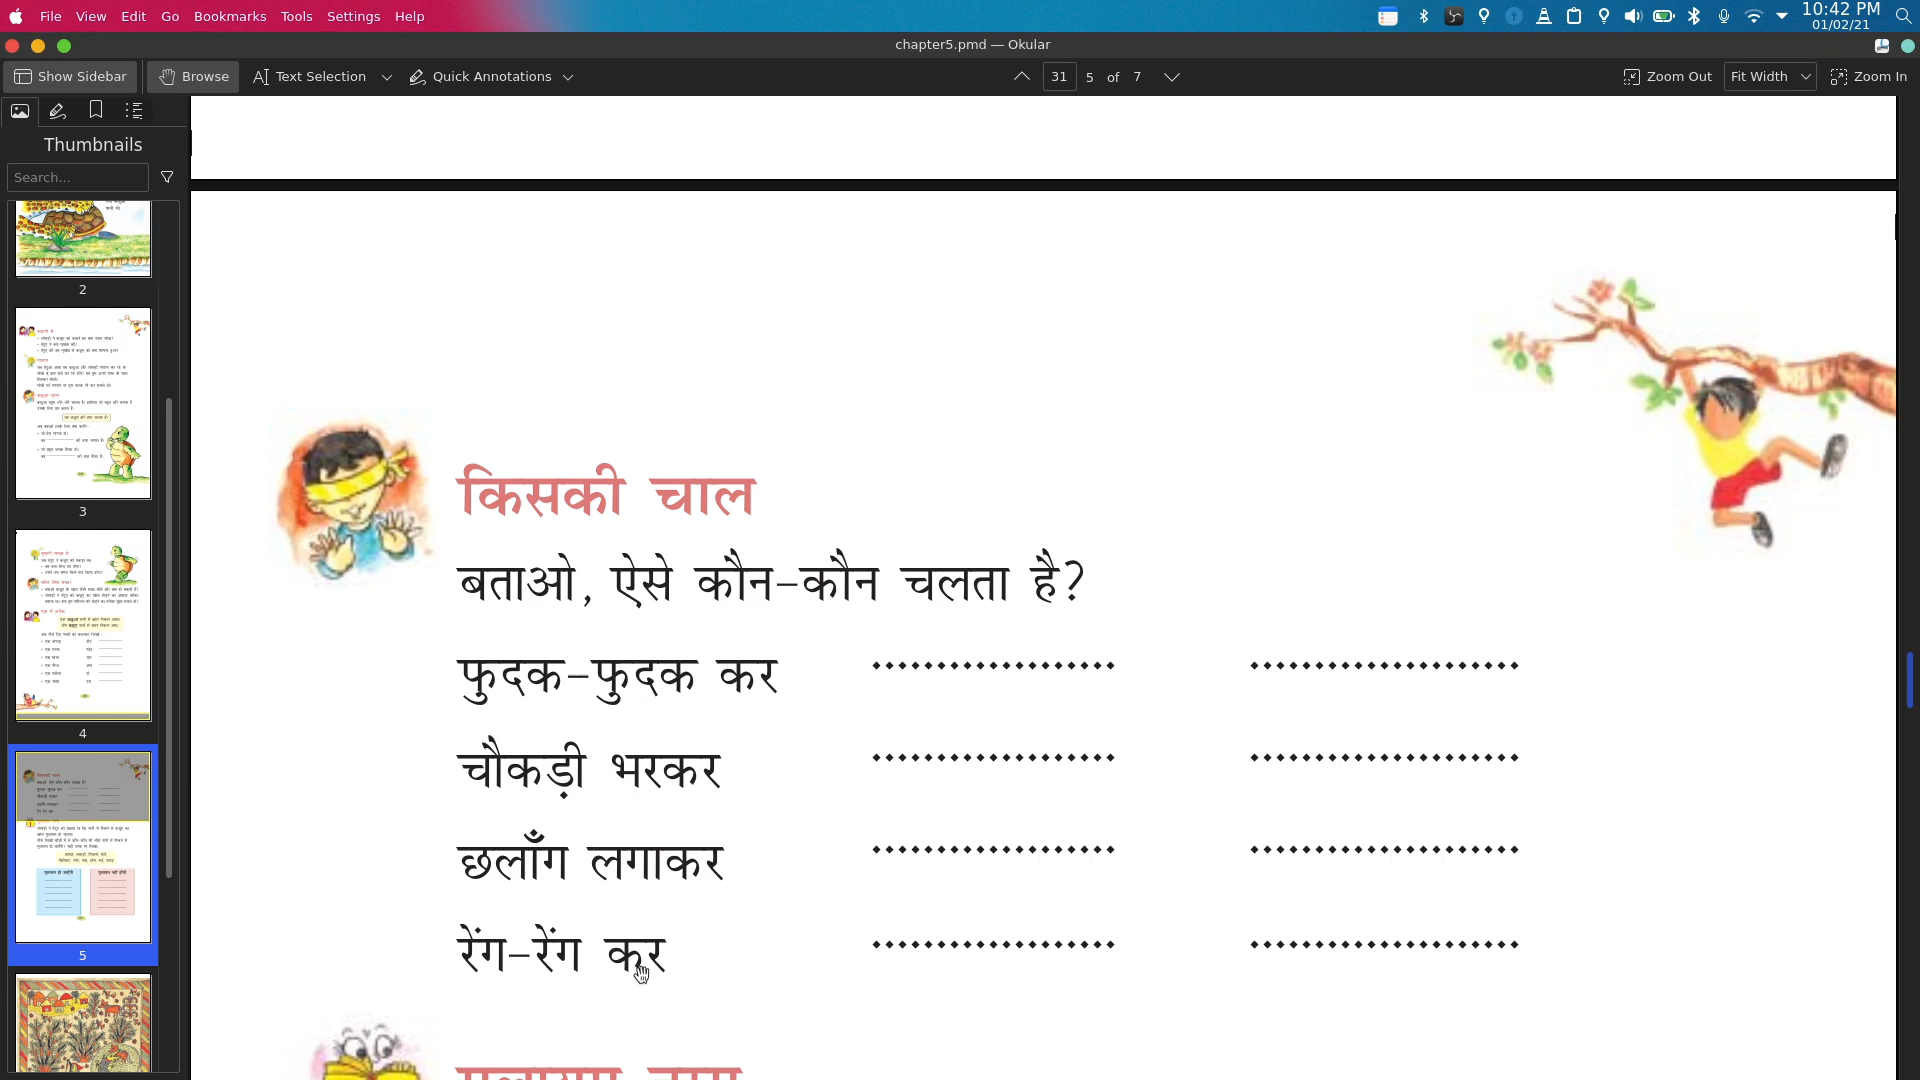 File View Edit Go Bookmarks Tools Settings Help
10:42 PM
01/02/21
chapter5.pmd — Okular
Show Sidebar Browse Text Selection Quick Annotations 31 5 of 7 Zoom Out Fit Width Zoom In
Thumbnails
Search...
2
3
4
5
किसकी चाल
बताओ, ऐसे कौन-कौन चलता है?
फुदक-फुदक कर
चौकड़ी भरकर
छलाँग लगाकर
रेंग-रेंग कर